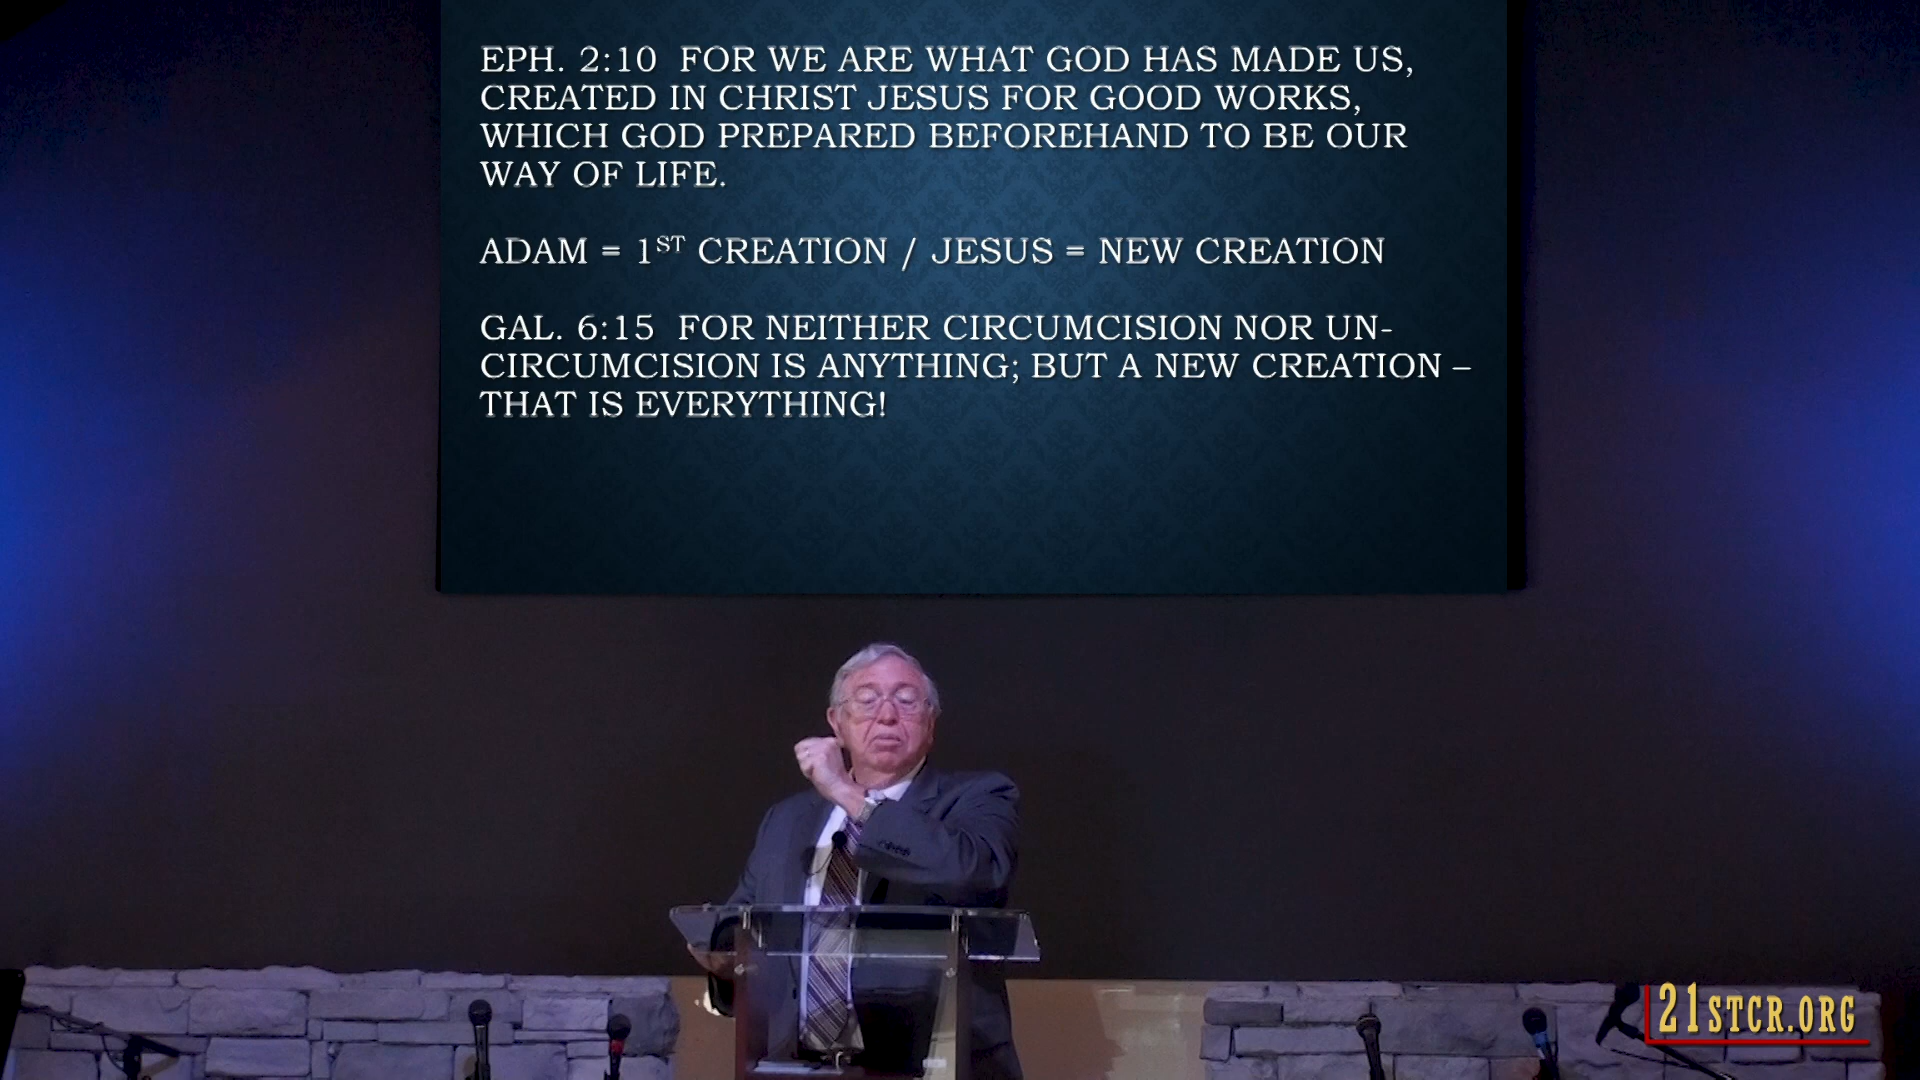 EPH. 2:10 FOR WE ARE WHAT GOD HAS MADE US,
CREATED IN CHRIST JESUS FOR GOOD WORKS,
WHICH GOD PREPARED BEFOREHAND TO BE OUR
WAY OF LIFE.
ADAM = 1ST CREATION / JESUS = NEW CREATION
GAL. 6:15 FOR NEITHER CIRCUMCISION NOR UN-
CIRCUMCISION IS ANYTHING; BUT A NEW CREATION –
THAT IS EVERYTHING!
21STCR.ORG